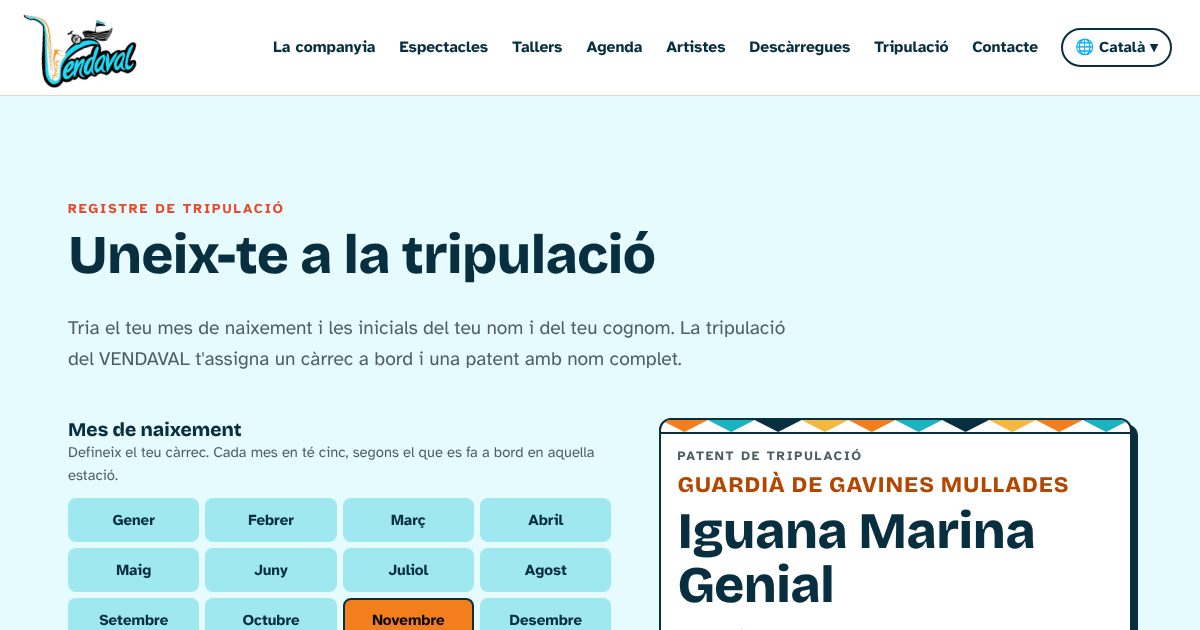 Vendaval
La companyia
Espectacles
Tallers
Agenda
Artistes
Descàrregues
Tripulació
Contacte
Català ▾
REGISTRE DE TRIPULACIÓ
Uneix-te a la tripulació
Tria el teu mes de naixement i les inicials del teu nom i del teu cognom. La tripulació
del VENDAVAL t'assigna un càrrec a bord i una patent amb nom complet.
Mes de naixement
Defineix el teu càrrec. Cada mes en té cinc, segons el que es fa a bord en aquella
estació.
Gener
Febrer
Març
Abril
Maig
Juny
Juliol
Agost
Setembre
Octubre
Novembre
Desembre
PATENT DE TRIPULACIÓ
GUARDIÀ DE GAVINES MULLADES
Iguana Marina
Genial